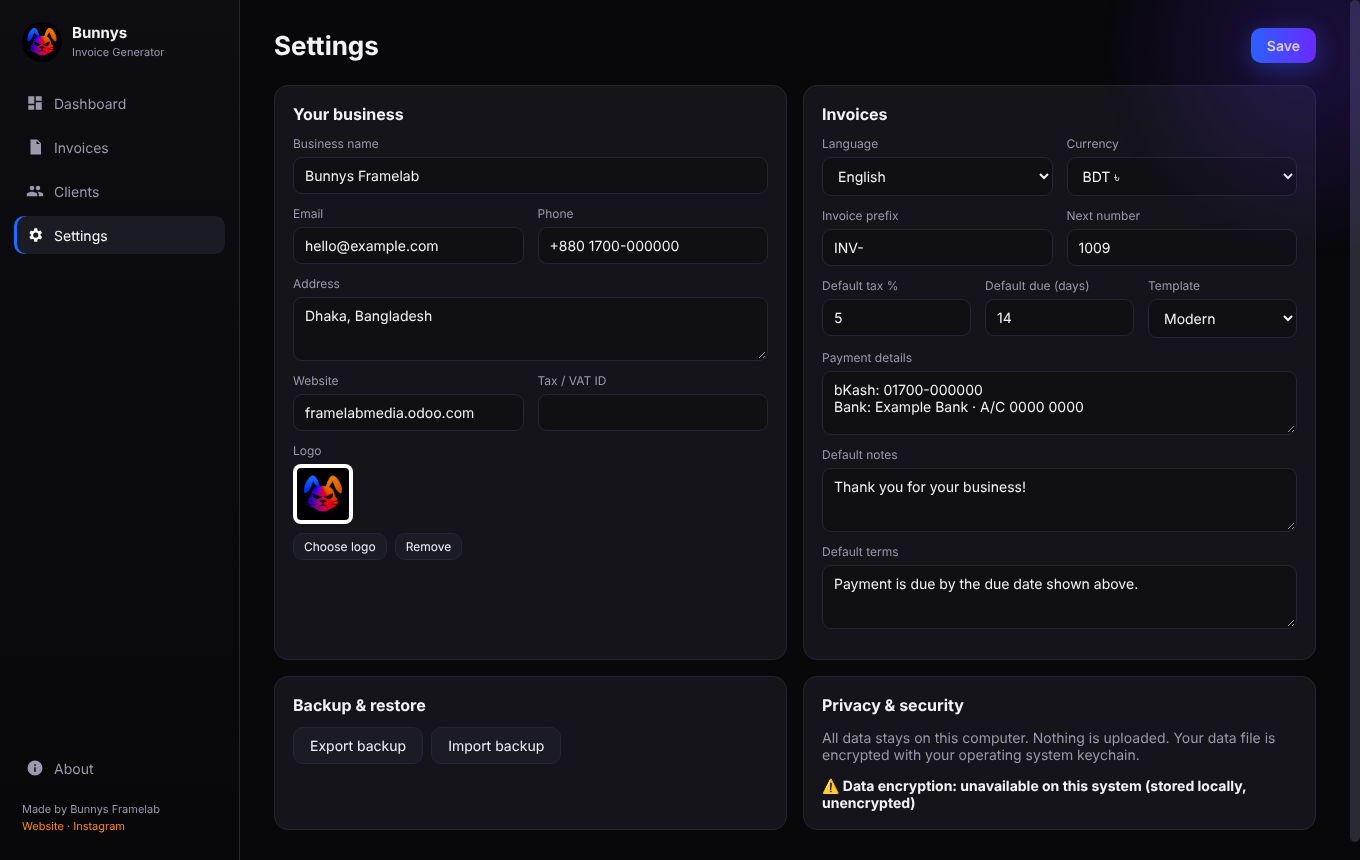 Bunnys
Invoice Generator
Dashboard
Invoices
Clients
Settings
About
Made by Bunnys Framelab
Website · Instagram
Settings
Save
Your business
Business name
Bunnys Framelab
Email
Phone
hello@example.com
+880 1700-000000
Address
Dhaka, Bangladesh
Website
Tax / VAT ID
framelabmedia.odoo.com
Logo
Choose logo
Remove
Invoices
Language
Currency
English
BDT ৳
Invoice prefix
Next number
INV-
1009
Default tax %
Default due (days)
Template
5
14
Modern
Payment details
bKash: 01700-000000
Bank: Example Bank · A/C 0000 0000
Default notes
Thank you for your business!
Default terms
Payment is due by the due date shown above.
Backup & restore
Export backup
Import backup
Privacy & security
All data stays on this computer. Nothing is uploaded. Your data file is
encrypted with your operating system keychain.
⚠️ Data encryption: unavailable on this system (stored locally,
unencrypted)